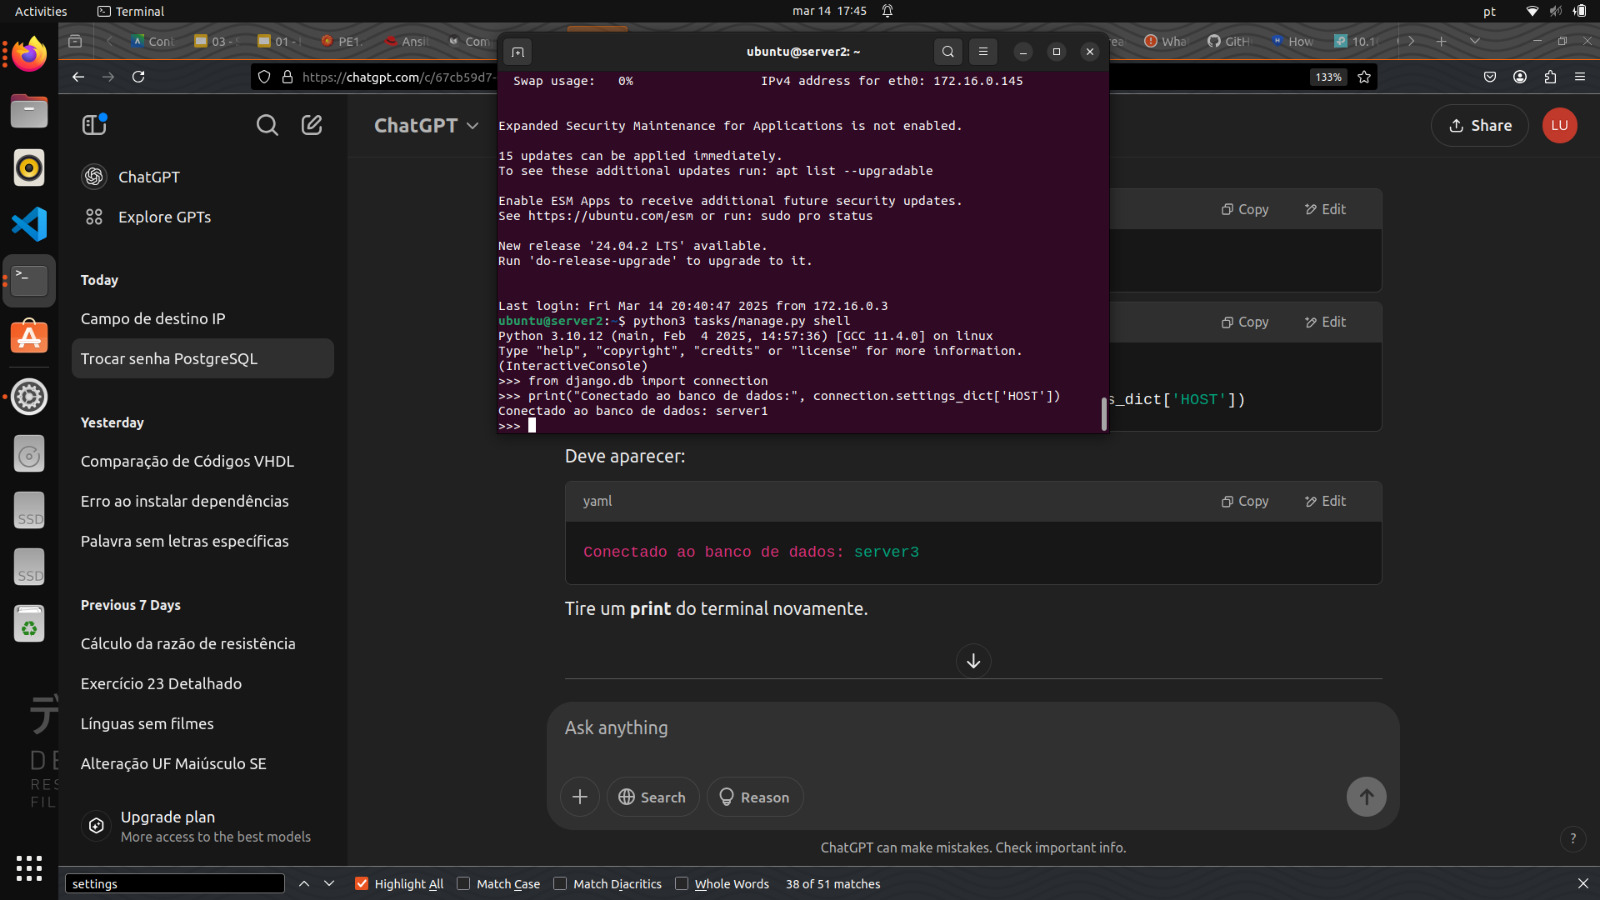 Activities
Terminal
mar 14 17:45
pt
03 -
01 -
PE1.
Com
Wha
GitH
How
10.1
https://chatgpt.com/c/67cb59d7-
133%
ubuntu@server2: ~
Swap usage: 0% IPv4 address for eth0: 172.16.0.145
Expanded Security Maintenance for Applications is not enabled.
15 updates can be applied immediately.
To see these additional updates run: apt list --upgradable
Enable ESM Apps to receive additional future security updates.
See https://ubuntu.com/esm or run: sudo pro status
New release '24.04.2 LTS' available.
Run 'do-release-upgrade' to upgrade to it.
Last login: Fri Mar 14 20:40:47 2025 from 172.16.0.3
ubuntu@server2:~$ python3 tasks/manage.py shell
Python 3.10.12 (main, Feb 4 2025, 14:57:36) [GCC 11.4.0] on linux
Type "help", "copyright", "credits" or "license" for more information.
(InteractiveConsole)
>>> from django.db import connection
>>> print("Conectado ao banco de dados:", connection.settings_dict['HOST'])
Conectado ao banco de dados: server1
>>>
ChatGPT
Share
LU
ChatGPT
Explore GPTs
Today
Campo de destino IP
Trocar senha PostgreSQL
Yesterday
Comparação de Códigos VHDL
Erro ao instalar dependências
Palavra sem letras específicas
Previous 7 Days
Cálculo da razão de resistência
Exercício 23 Detalhado
Línguas sem filmes
Alteração UF Maiúsculo SE
Upgrade plan
More access to the best models
Copy Edit
Copy Edit
s_dict['HOST'])
Deve aparecer:
yaml
Copy Edit
Conectado ao banco de dados: server3
Tire um print do terminal novamente.
Ask anything
Search
Reason
ChatGPT can make mistakes. Check important info.
?
SSD
SSD
DE
RES
FIL
settings
Highlight All
Match Case
Match Diacritics
Whole Words
38 of 51 matches